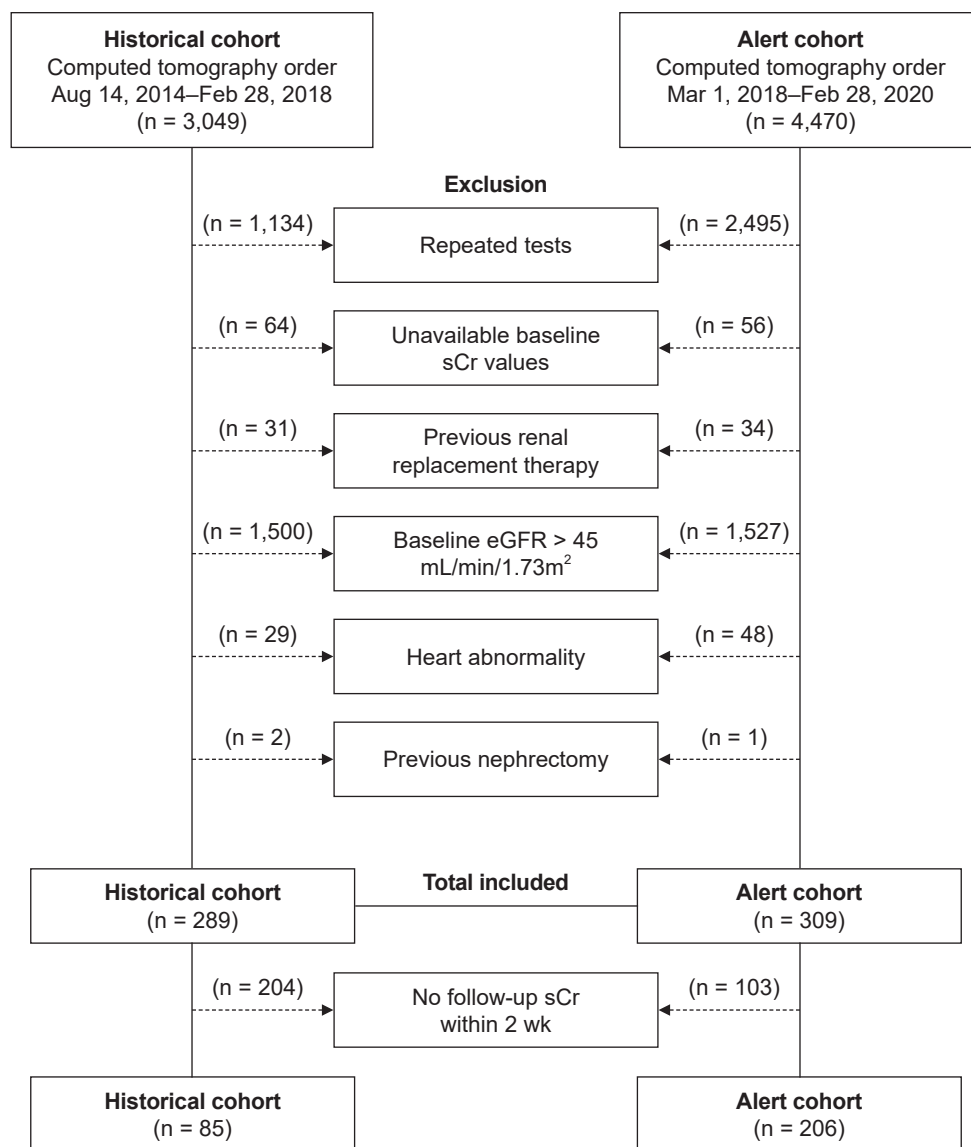 Historical cohort
Computed tomography order
Aug 14, 2014–Feb 28, 2018
(n = 3,049)
Alert cohort
Computed tomography order
Mar 1, 2018–Feb 28, 2020
(n = 4,470)
Exclusion
(n = 1,134)
Repeated tests
(n = 2,495)
(n = 64)
Unavailable baseline
sCr values
(n = 56)
(n = 31)
Previous renal
replacement therapy
(n = 34)
(n = 1,500)
Baseline eGFR > 45
mL/min/1.73m²
(n = 1,527)
(n = 29)
Heart abnormality
(n = 48)
(n = 2)
Previous nephrectomy
(n = 1)
Historical cohort
(n = 289)
Total included
Alert cohort
(n = 309)
(n = 204)
No follow-up sCr
within 2 wk
(n = 103)
Historical cohort
(n = 85)
Alert cohort
(n = 206)